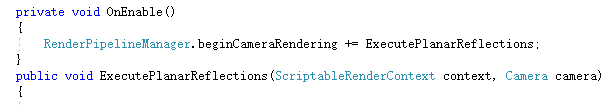 private void OnEnable()
{
RenderPipelineManager.beginCameraRendering += ExecutePlanarReflections;
}
public void ExecutePlanarReflections(ScriptableRenderContext context, Camera camera)
{